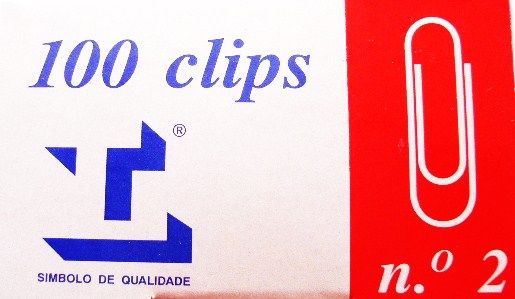 100 clips
®
SIMBOLO DE QUALIDADE
n.º 2